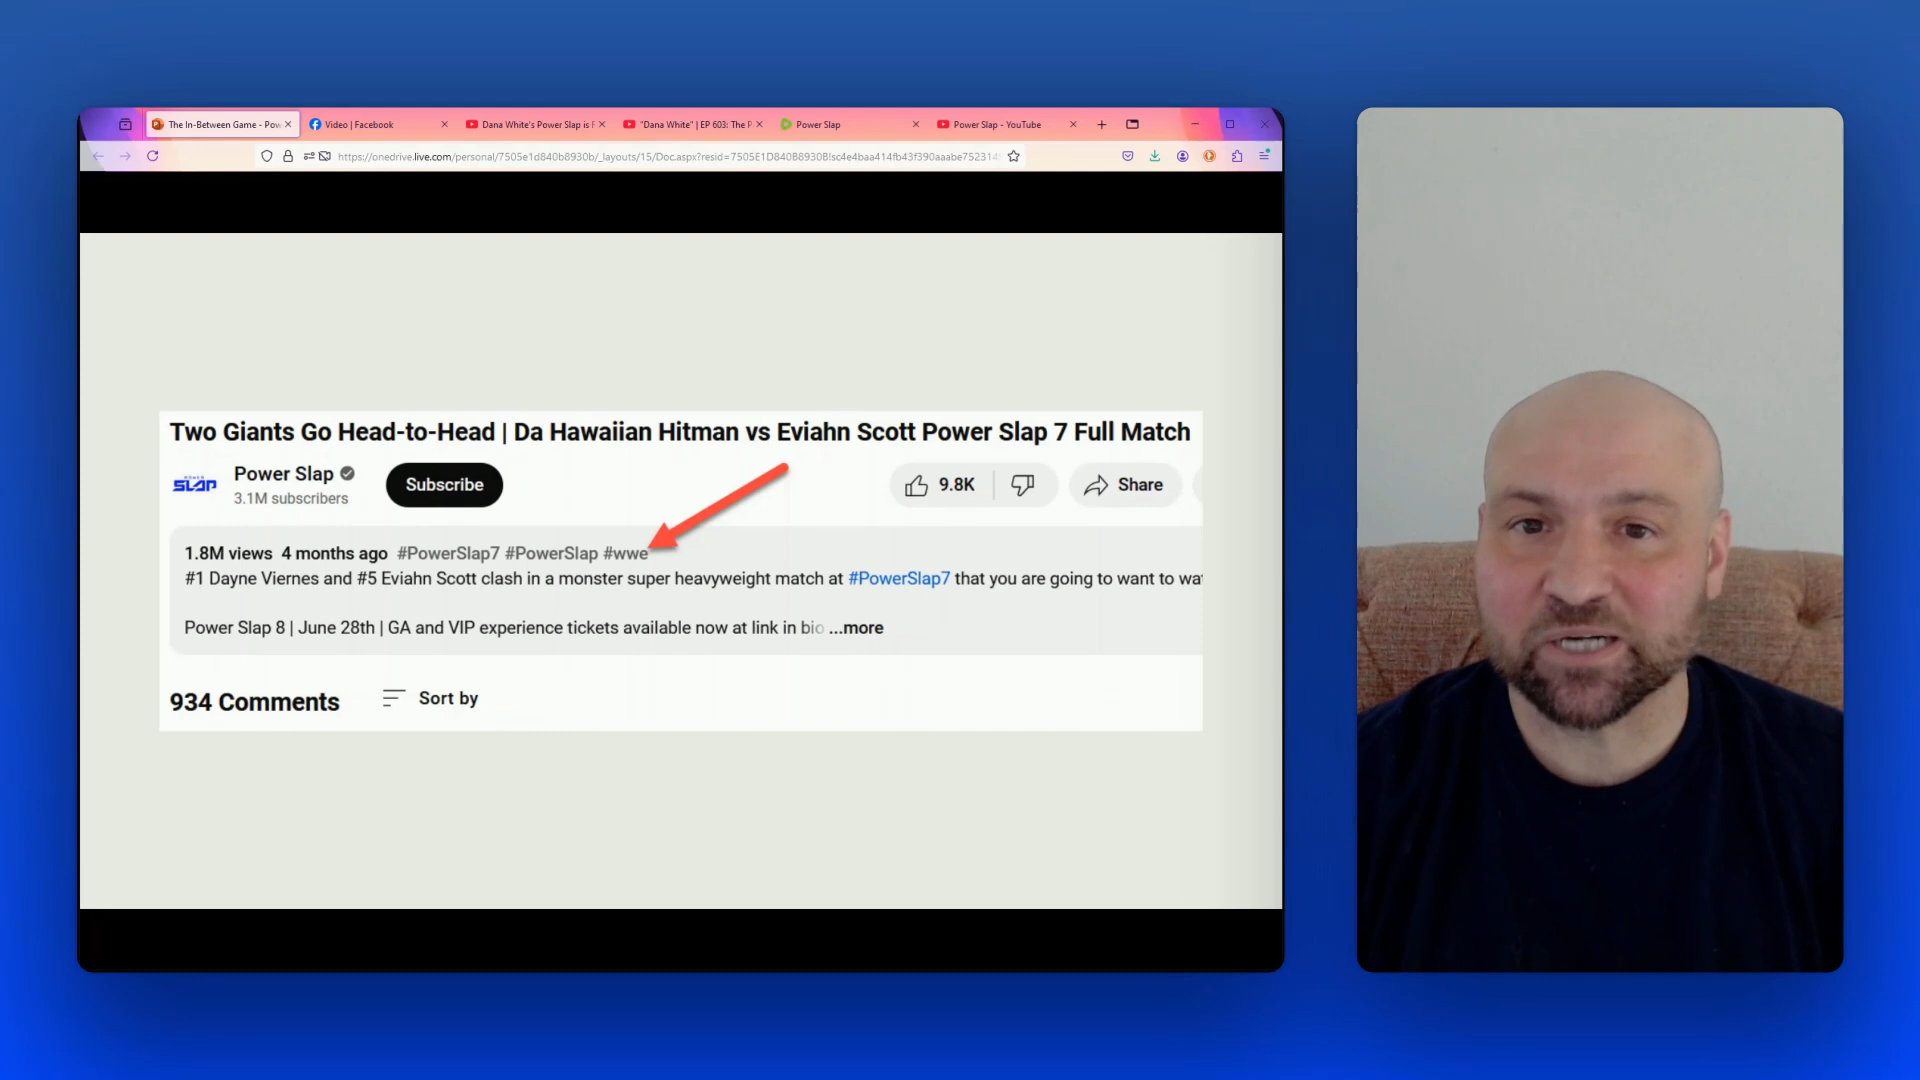 The In-Between Game - Pow
Video | Facebook
Dana White's Power Slap is F
"Dana White" | EP 603: The P
Power Slap
Power Slap - YouTube
Two Giants Go Head-to-Head | Da Hawaiian Hitman vs Eviahn Scott Power Slap 7 Full Match
POWER
SLAP
Power Slap
3.1M subscribers
Subscribe
9.8K
Share
1.8M views 4 months ago #PowerSlap7 #PowerSlap #wwe
#1 Dayne Viernes and #5 Eviahn Scott clash in a monster super heavyweight match at #PowerSlap7 that you are going to want to wat
Power Slap 8 | June 28th | GA and VIP experience tickets available now at link in bio ...more
934 Comments
Sort by